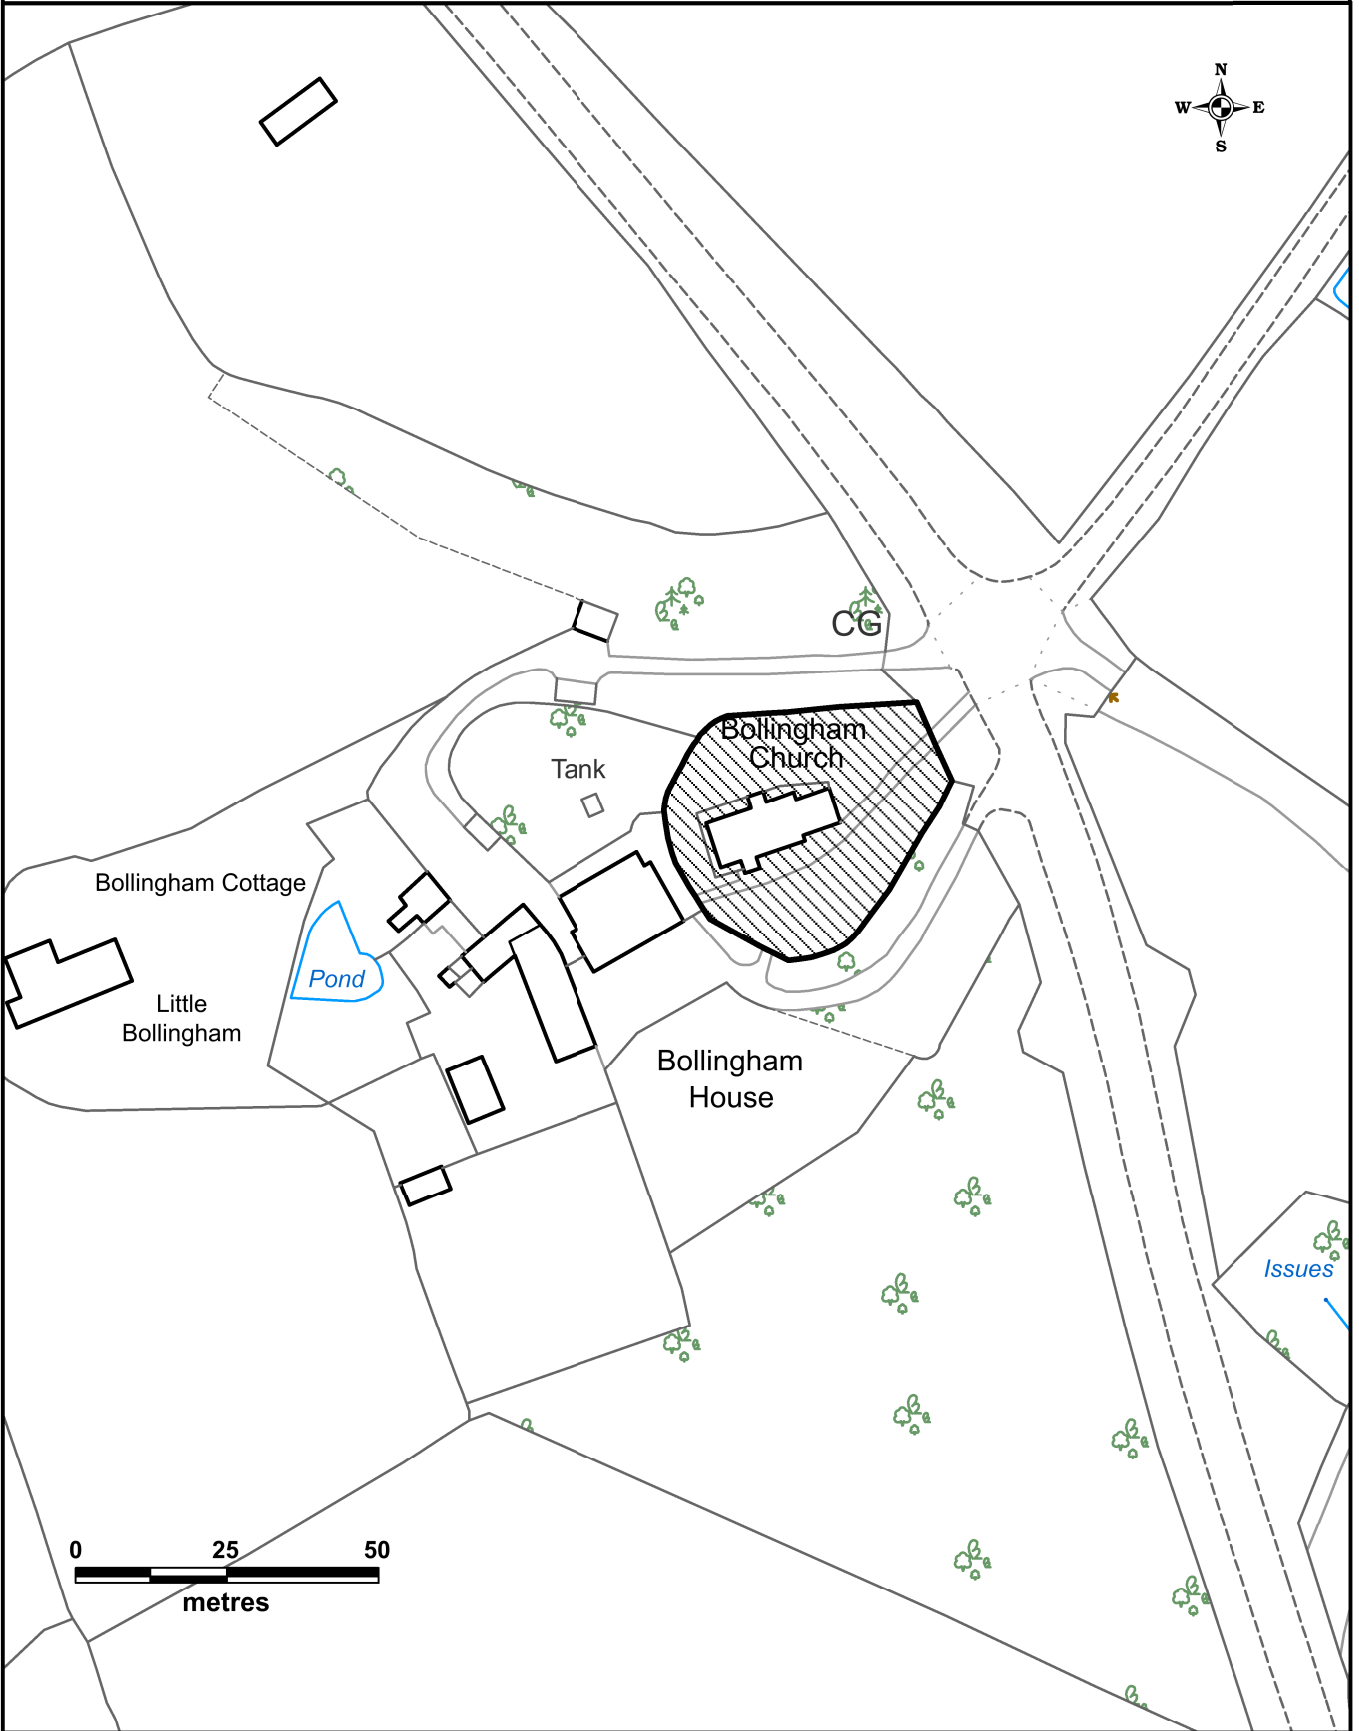 N
W E
S
CG
Bollingham
Church
Tank
Bollingham Cottage
Pond
Little
Bollingham
Bollingham
House
Issues
0 25 50
metres